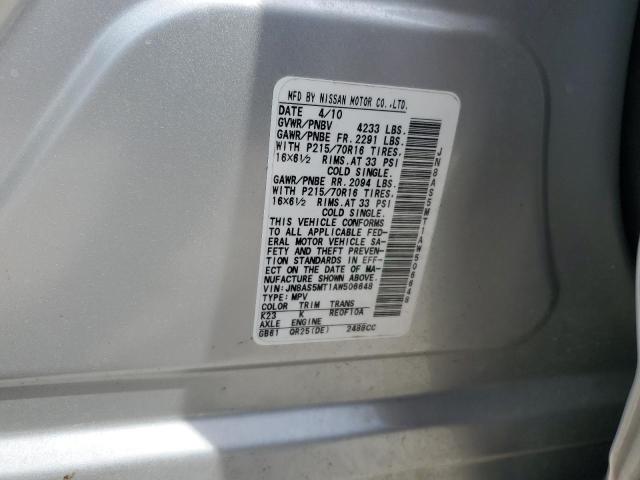 MFD BY NISSAN MOTOR CO.,LTD.
DATE 4/10
GVWR/PNBV 4233 LBS.
GAWR/PNBE FR. 2291 LBS.
WITH P215/70R16 TIRES.
16X6½ RIMS. AT 33 PSI
COLD SINGLE.
GAWR/PNBE RR. 2094 LBS.
WITH P215/70R16 TIRES.
16X6½ RIMS. AT 33 PSI
COLD SINGLE.
THIS VEHICLE CONFORMS
TO ALL APPLICABLE FED-
ERAL MOTOR VEHICLE SA-
FETY AND THEFT PREVEN-
TION STANDARDS IN EFF-
ECT ON THE DATE OF MA-
NUFACTURE SHOWN ABOVE.
VIN: JN8AS5MT1AW506648
TYPE: MPV
COLOR TRIM TRANS
K23 K RE0F10A
AXLE ENGINE
GB61 QR25(DE) 2488CC
JN8AS5MT1AW506648